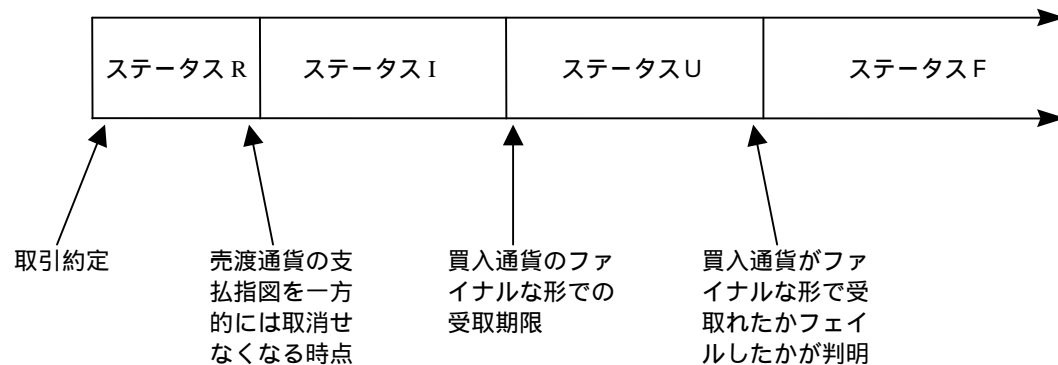 ステータス R
ステータス I
ステータスU
ステータスF
取引約定
売渡通貨の支
払指図を一方
的には取消せ
なくなる時点
買入通貨のファ
イナルな形での
受取期限
買入通貨がファ
イナルな形で受
取れたかフェイ
ルしたかが判明